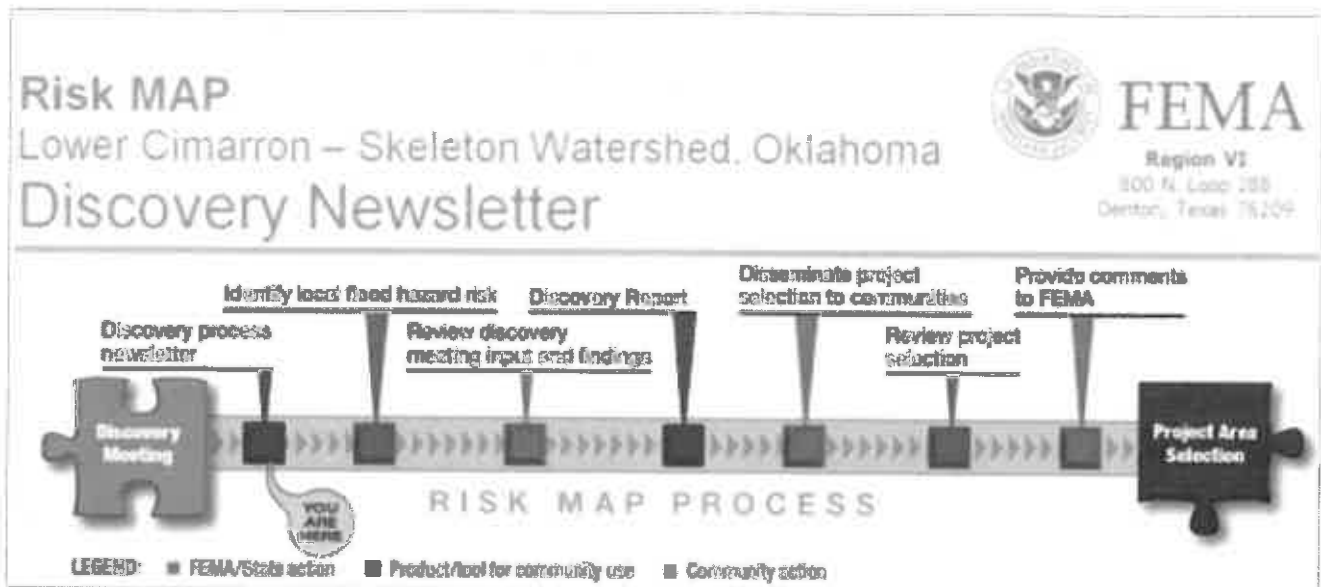 Risk MAP
Lower Cimarron – Skeleton Watershed, Oklahoma
Discovery Newsletter
FEMA
Region VI
800 N. Loop 288
Denton, Texas 76209
Discovery process
newsletter
Identify local flood hazard risk
Review discovery
meeting input and findings
Discovery Report
Disseminate project
selection to communities
Review project
selection
Provide comments
to FEMA
Discovery
Meeting
Project Area
Selection
YOU
ARE
HERE
RISK MAP PROCESS
LEGEND: FEMA/State action Product/tool for community use Community action